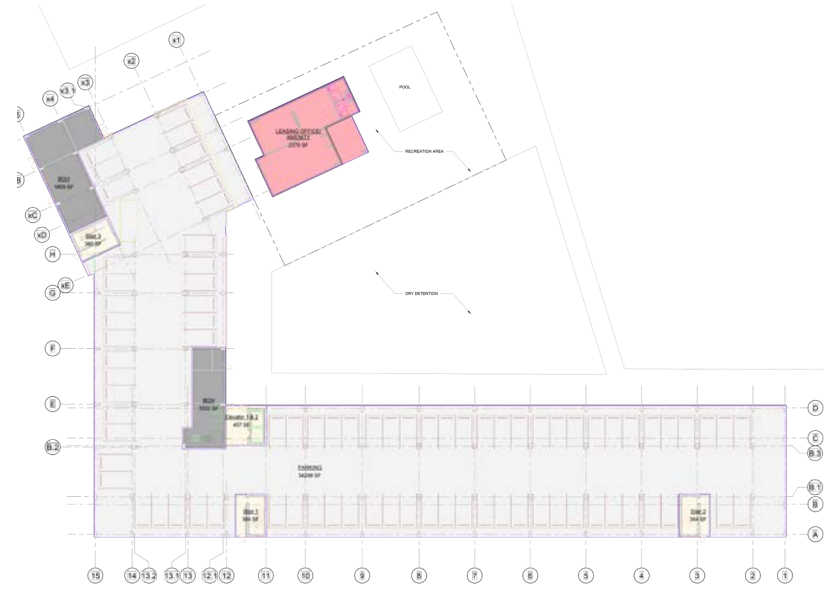 x1
x2
x3
x3.1
x4
POOL
LEASING OFFICE/
AMENITY
2379 SF
RECREATION AREA
B
BOH
xC
xD
Stair 3
380 SF
H
xE
G
DRY DETENTION
F
E
BOH
D
Elevator 1 & 2
457 SF
C
B.2
B.3
PARKING
B.1
B
Stair 1
Stair 2
A
15
14
13.2
13.1
13
12.1
12
11
10
9
8
7
6
5
4
3
2
1